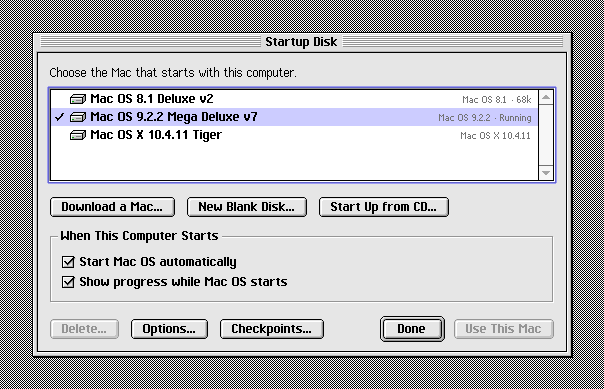 Startup Disk
Choose the Mac that starts with this computer.
Mac OS 8.1 Deluxe v2 Mac OS 8.1 · 68k
Mac OS 9.2.2 Mega Deluxe v7 Mac OS 9.2.2 · Running
Mac OS X 10.4.11 Tiger Mac OS X 10.4.11
Download a Mac... New Blank Disk... Start Up from CD...
When This Computer Starts
Start Mac OS automatically
Show progress while Mac OS starts
Delete... Options... Checkpoints... Done Use This Mac